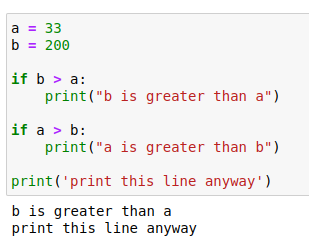 a = 33
b = 200

if b > a:
    print("b is greater than a")

if a > b:
    print("a is greater than b")

print('print this line anyway')
b is greater than a
print this line anyway